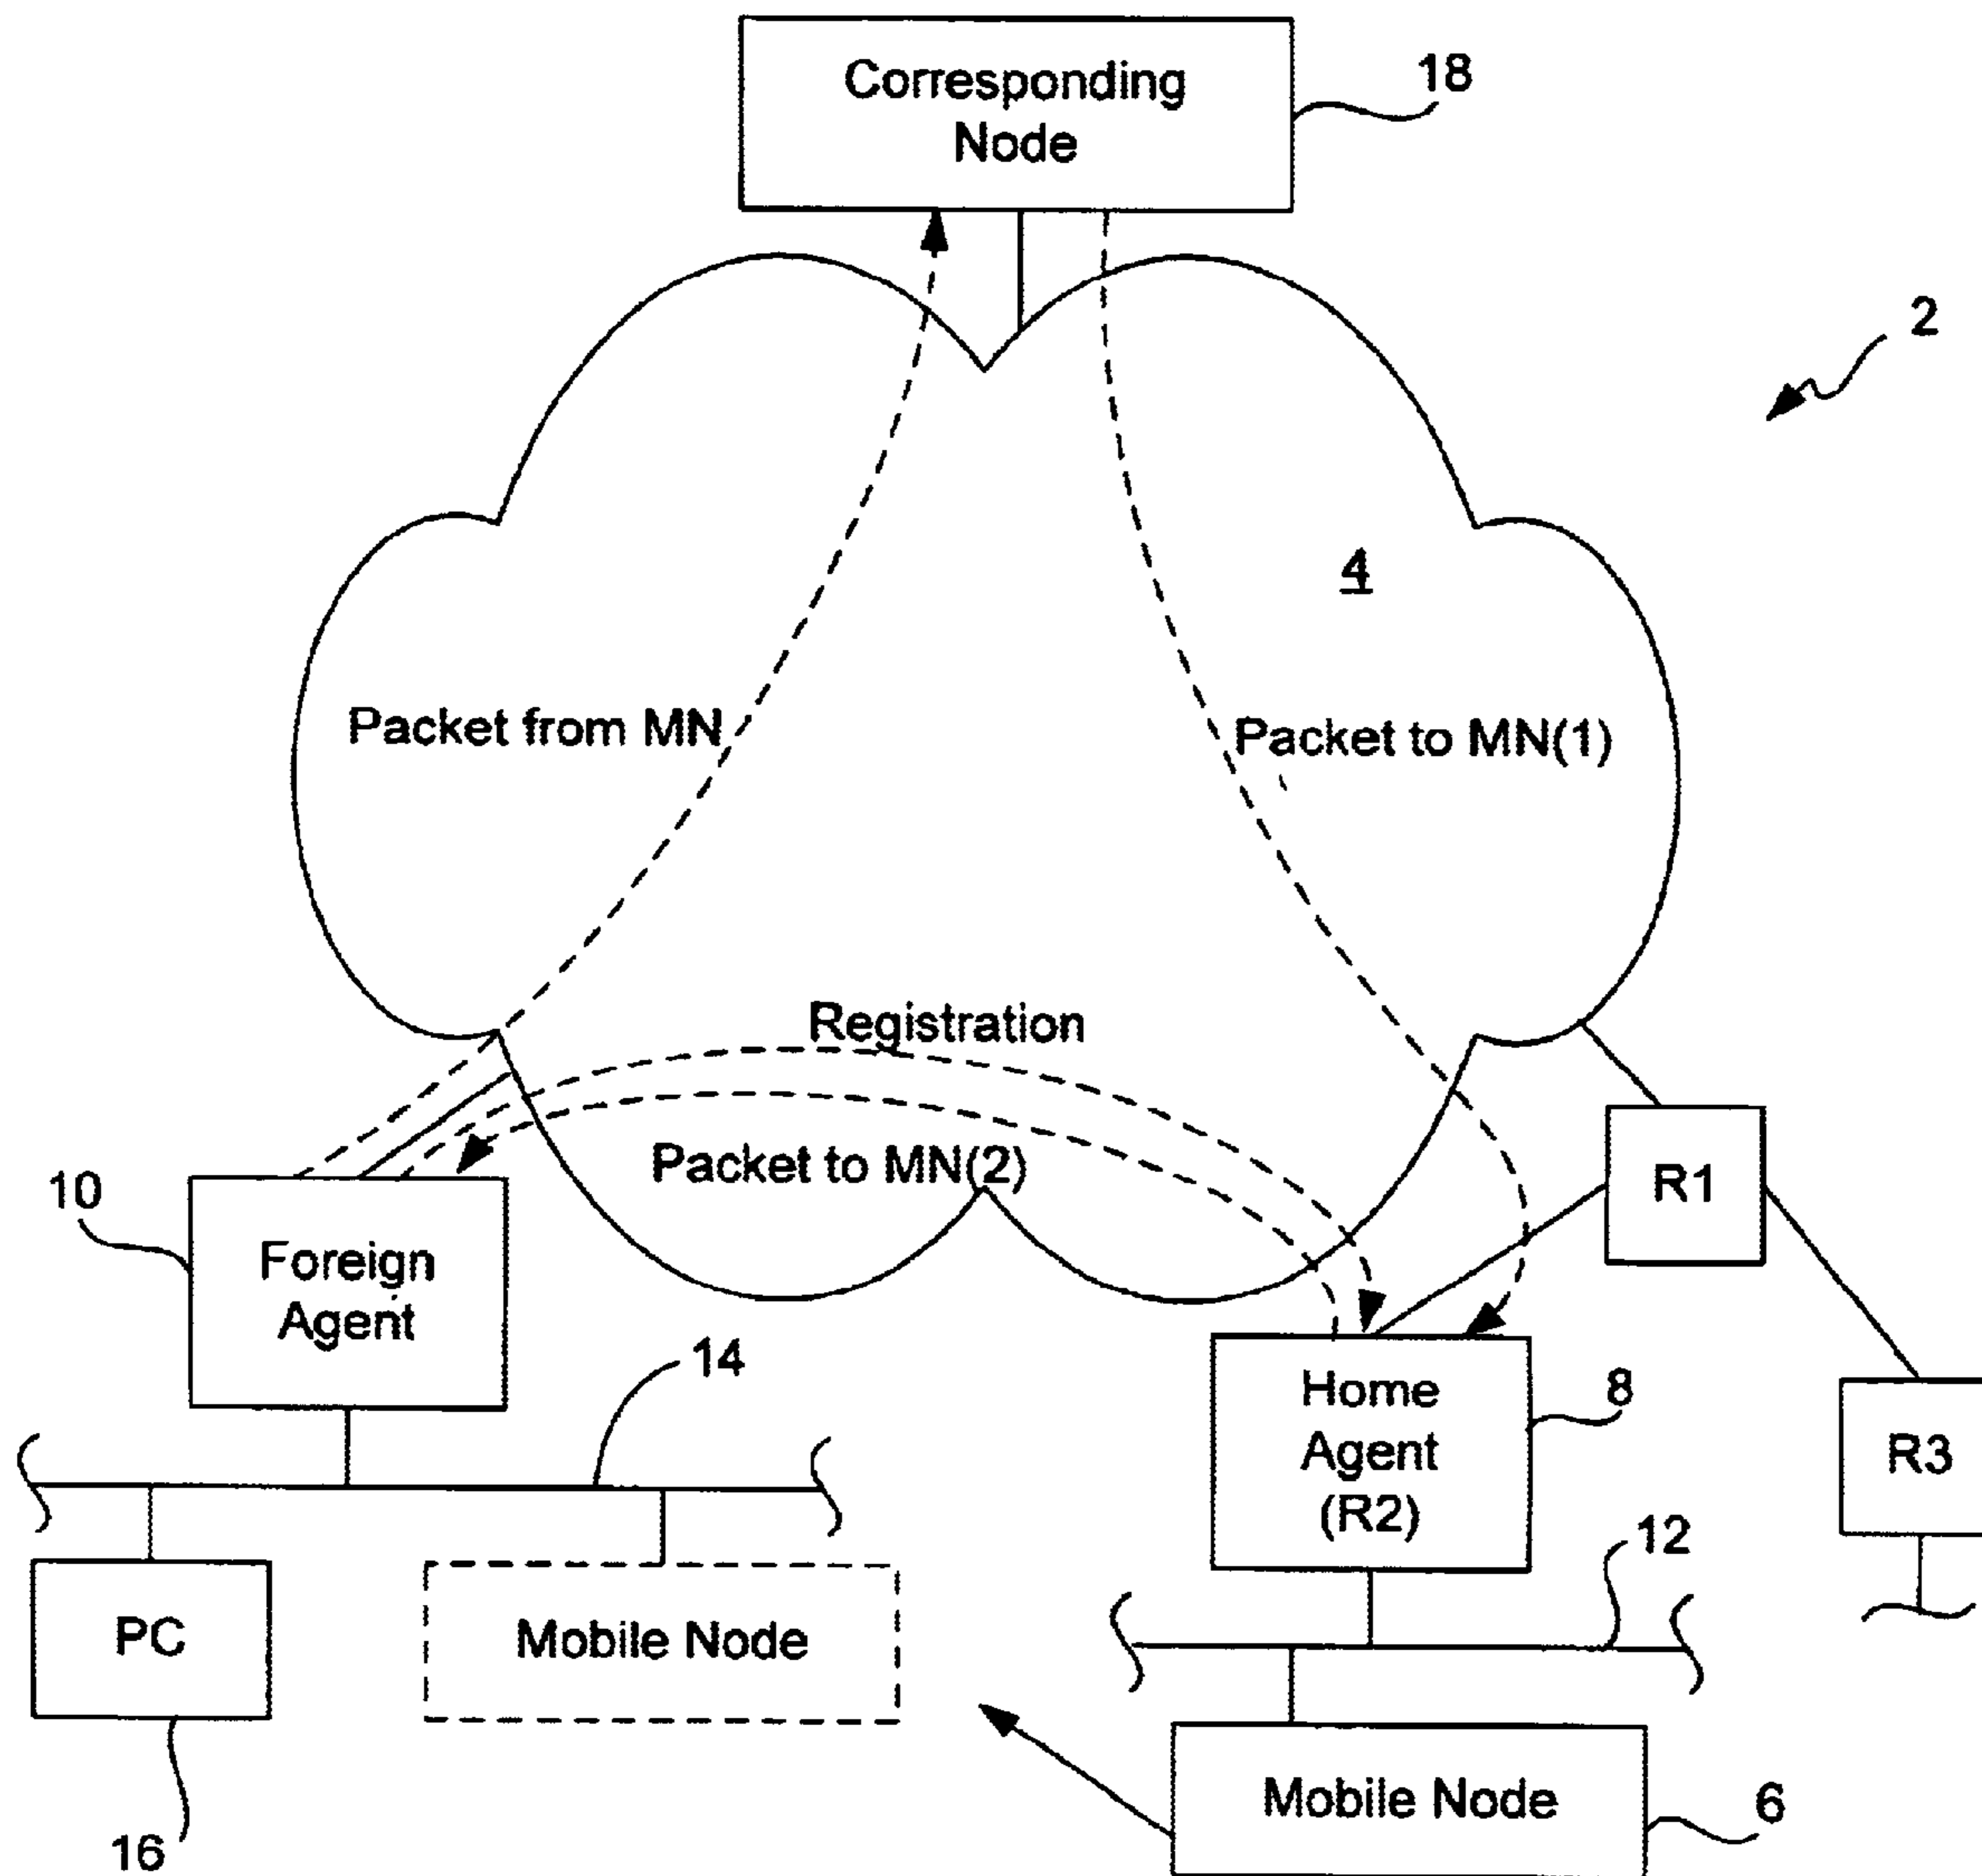 Corresponding
Node
18
2
4
Packet from MN
Packet to MN(1)
Registration
Packet to MN(2)
R1
10
Foreign
Agent
14
Home
Agent
(R2)
8
R3
12
PC
Mobile Node
Mobile Node
6
16